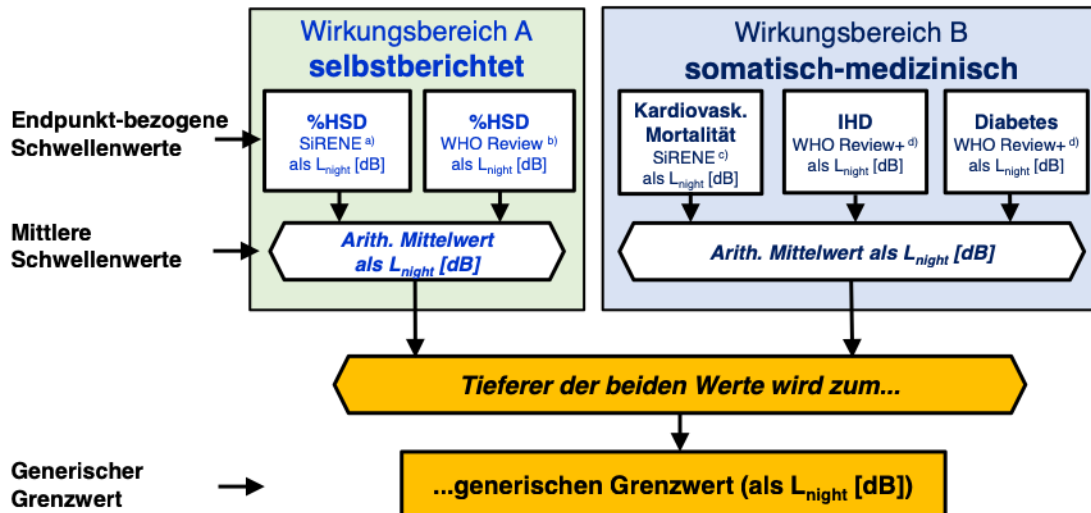 Wirkungsbereich A
selbstberichtet
Wirkungsbereich B
somatisch-medizinisch
Endpunkt-bezogene
Schwellenwerte
%HSD
SiRENE a)
als Lnight [dB]
%HSD
WHO Review b)
als Lnight [dB]
Kardiovask.
Mortalität
SiRENE c)
als Lnight [dB]
IHD
WHO Review+ d)
als Lnight [dB]
Diabetes
WHO Review+ d)
als Lnight [dB]
Mittlere
Schwellenwerte
Arith. Mittelwert
als Lnight [dB]
Arith. Mittelwert als Lnight [dB]
Tieferer der beiden Werte wird zum...
Generischer
Grenzwert
...generischen Grenzwert (als Lnight [dB])